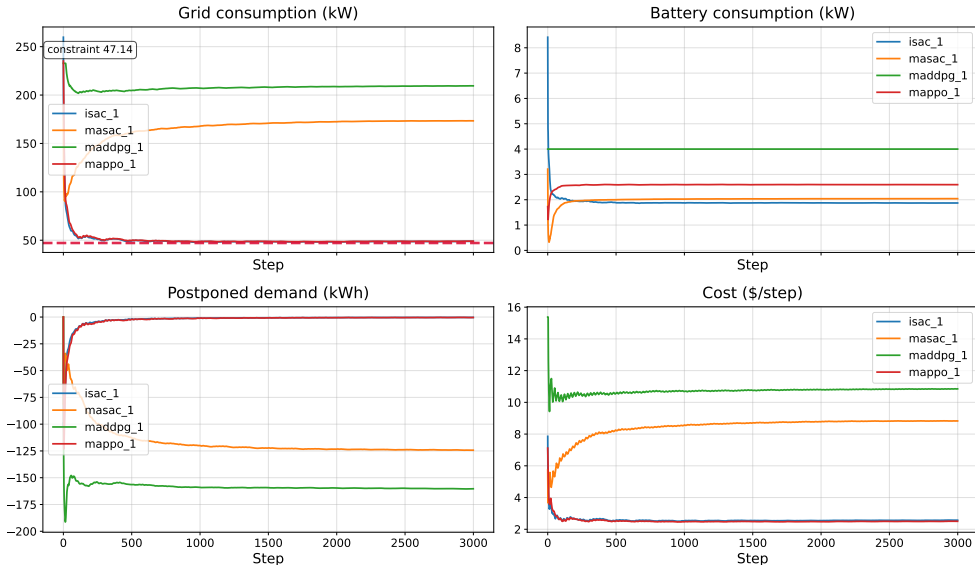 Grid consumption (kW)
250
200
150
100
50
constraint 47.14
isac_1
masac_1
maddpg_1
mappo_1
Step
Battery consumption (kW)
8
7
6
5
4
3
2
1
0
isac_1
masac_1
maddpg_1
mappo_1
Step
Postponed demand (kWh)
0
−25
−50
−75
−100
−125
−150
−175
−200
isac_1
masac_1
maddpg_1
mappo_1
0 500 1000 1500 2000 2500 3000
Step
Cost ($/step)
16
14
12
10
8
6
4
2
isac_1
masac_1
maddpg_1
mappo_1
0 500 1000 1500 2000 2500 3000
Step